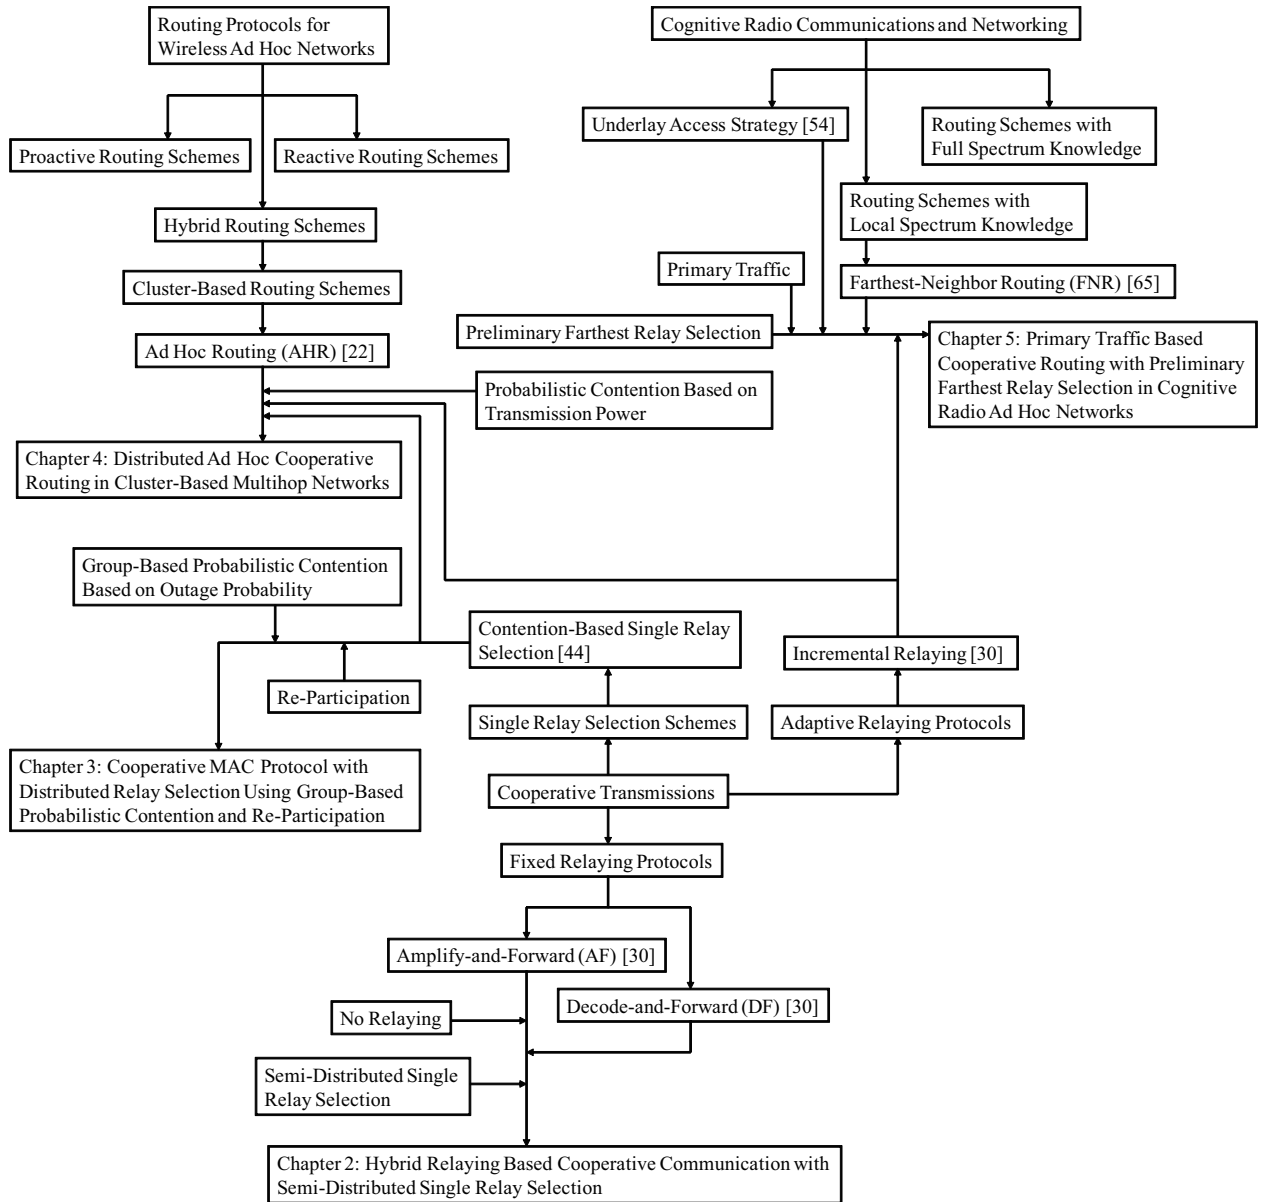 Routing Protocols for
Wireless Ad Hoc Networks
Cognitive Radio Communications and Networking
Proactive Routing Schemes
Reactive Routing Schemes
Underlay Access Strategy [54]
Routing Schemes with
Full Spectrum Knowledge
Hybrid Routing Schemes
Routing Schemes with
Local Spectrum Knowledge
Cluster-Based Routing Schemes
Primary Traffic
Farthest-Neighbor Routing (FNR) [65]
Ad Hoc Routing (AHR) [22]
Preliminary Farthest Relay Selection
Chapter 5: Primary Traffic Based
Cooperative Routing with Preliminary
Farthest Relay Selection in Cognitive
Radio Ad Hoc Networks
Probabilistic Contention Based on
Transmission Power
Chapter 4: Distributed Ad Hoc Cooperative
Routing in Cluster-Based Multihop Networks
Group-Based Probabilistic Contention
Based on Outage Probability
Contention-Based Single Relay
Selection [44]
Incremental Relaying [30]
Re-Participation
Single Relay Selection Schemes
Adaptive Relaying Protocols
Chapter 3: Cooperative MAC Protocol with
Distributed Relay Selection Using Group-Based
Probabilistic Contention and Re-Participation
Cooperative Transmissions
Fixed Relaying Protocols
Amplify-and-Forward (AF) [30]
Decode-and-Forward (DF) [30]
No Relaying
Semi-Distributed Single
Relay Selection
Chapter 2: Hybrid Relaying Based Cooperative Communication with
Semi-Distributed Single Relay Selection